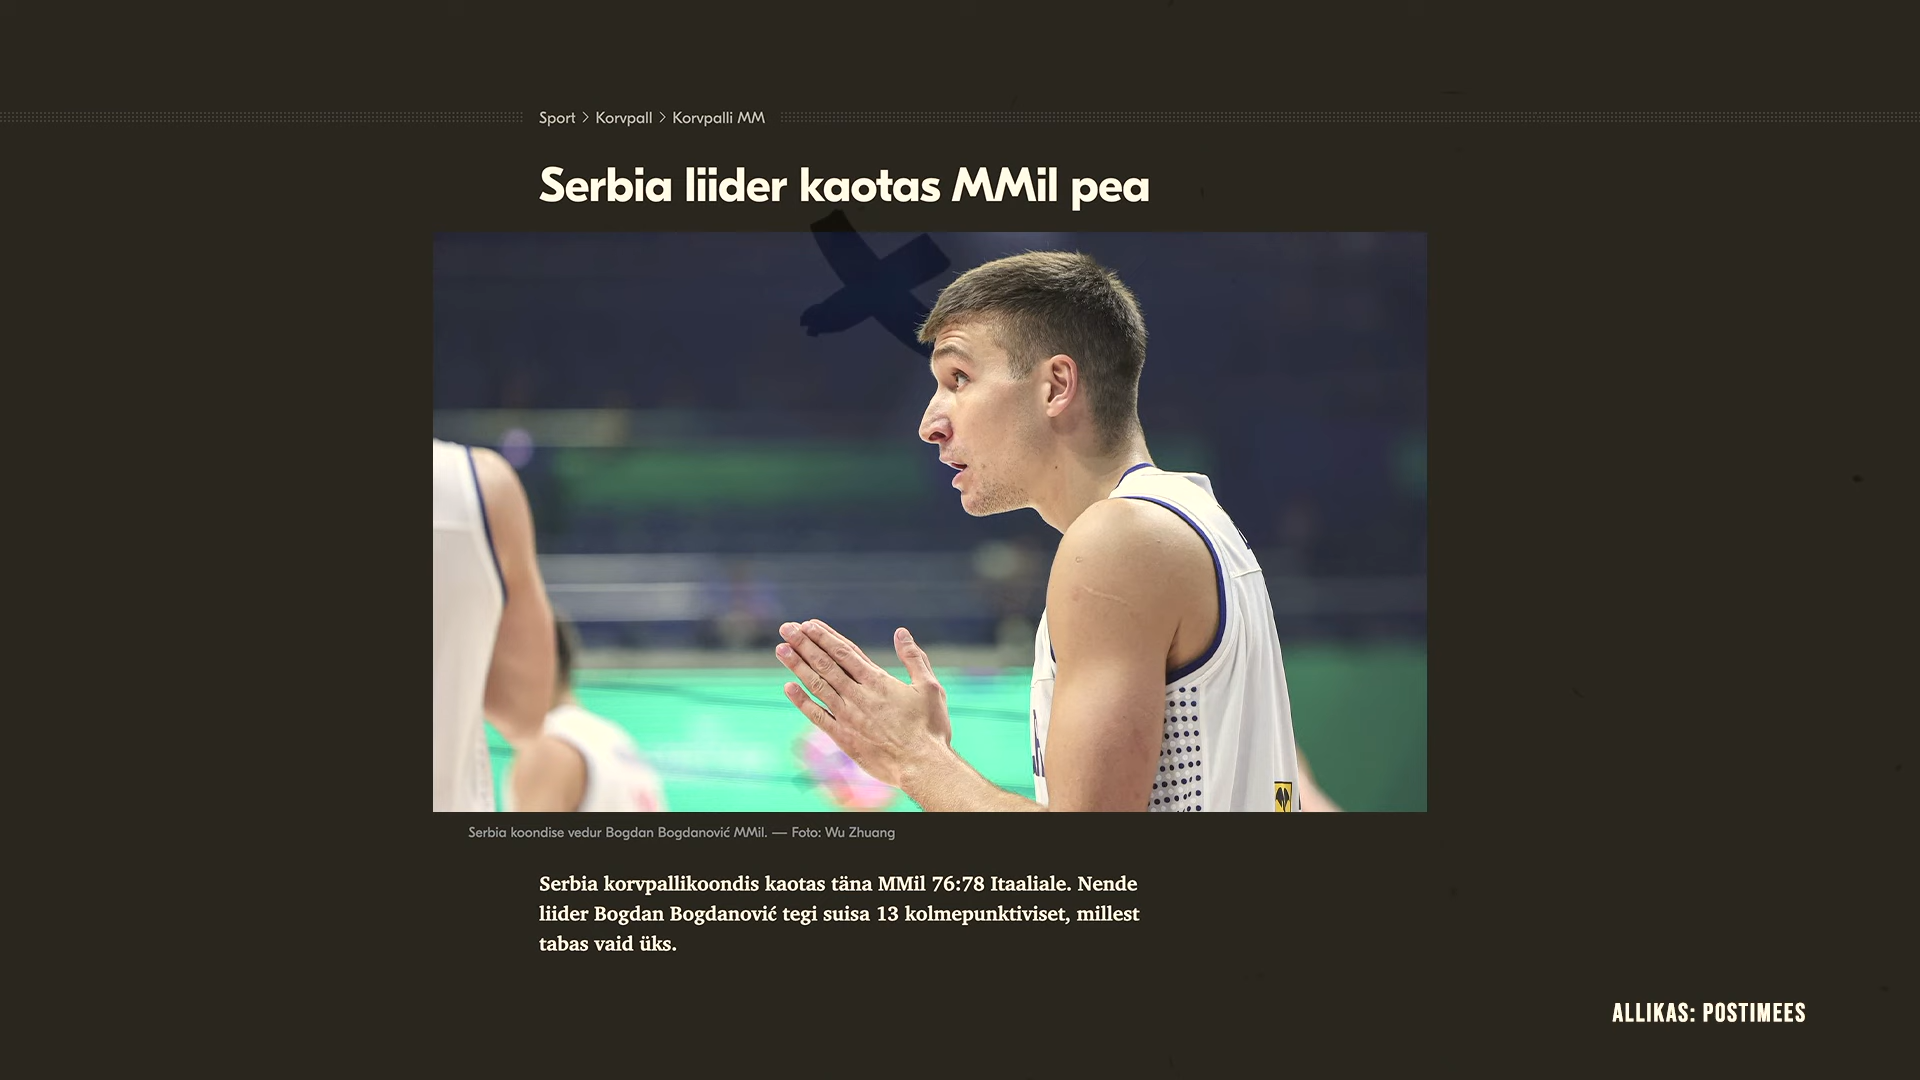 Sport > Korvpall > Korvpalli MM
Serbia liider kaotas MMil pea
Serbia koondise vedur Bogdan Bogdanović MMil. — Foto: Wu Zhuang
Serbia korvpallikoondis kaotas täna MMil 76:78 Itaaliale. Nende
liider Bogdan Bogdanović tegi suisa 13 kolmepunktiviset, millest
tabas vaid üks.
ALLIKAS: POSTIMEES